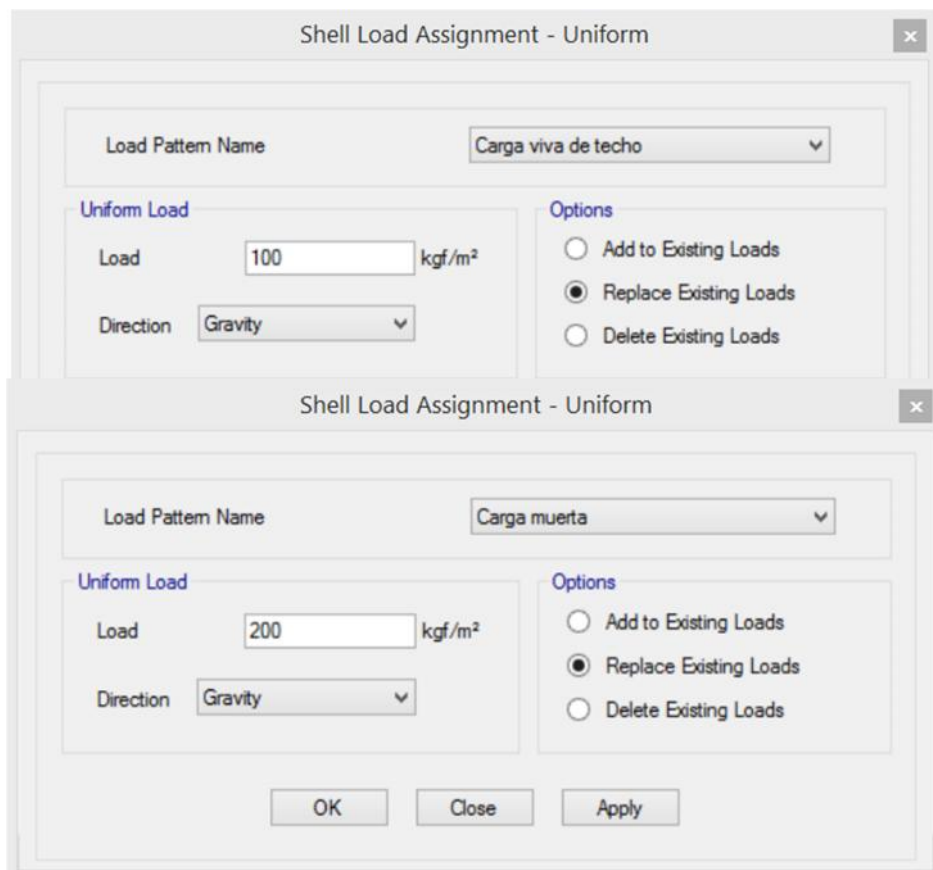 Shell Load Assignment - Uniform
Load Pattern Name
Carga viva de techo
Uniform Load
Options
Load
100
kgf/m²
Add to Existing Loads
Replace Existing Loads
Direction
Gravity
Delete Existing Loads
Shell Load Assignment - Uniform
Load Pattern Name
Carga muerta
Uniform Load
Options
Load
200
kgf/m²
Add to Existing Loads
Replace Existing Loads
Direction
Gravity
Delete Existing Loads
OK
Close
Apply